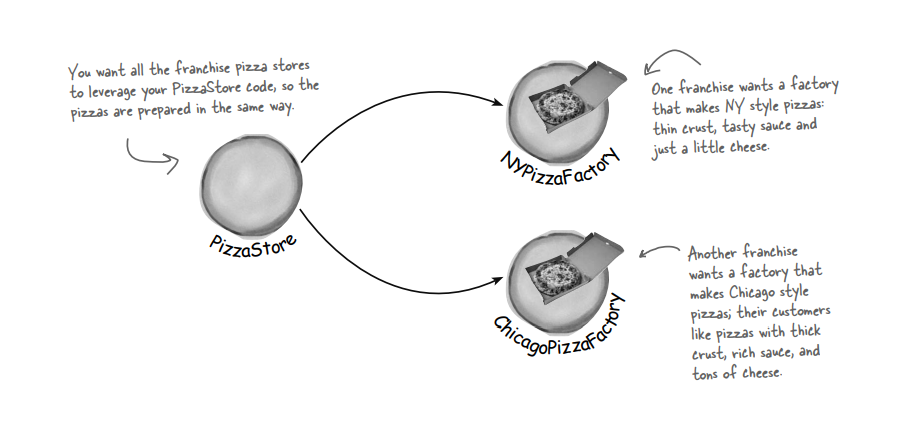 You want all the franchise pizza stores
to leverage your PizzaStore code, so the
pizzas are prepared in the same way.
PizzaStore
NYPizzaFactory
One franchise wants a factory
that makes NY style pizzas:
thin crust, tasty sauce and
just a little cheese.
ChicagoPizzaFactory
Another franchise
wants a factory that
makes Chicago style
pizzas; their customers
like pizzas with thick
crust, rich sauce, and
tons of cheese.